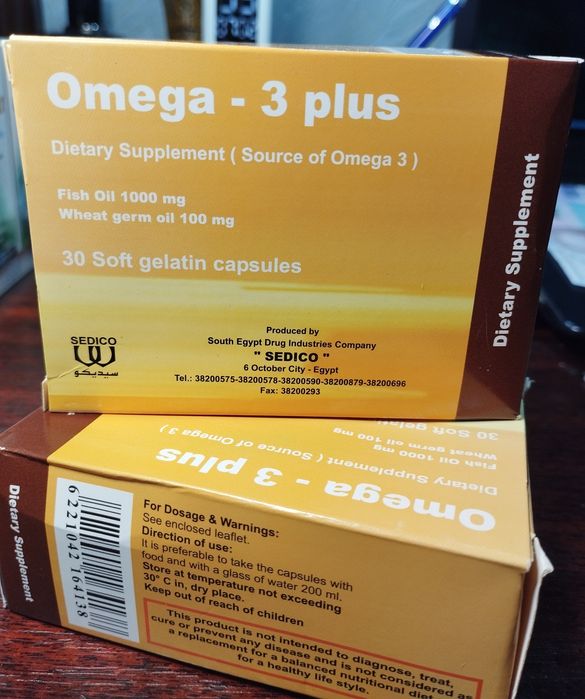 Omega - 3 plus
Dietary Supplement ( Source of Omega 3 )
Fish Oil 1000 mg
Wheat germ oil 100 mg
30 Soft gelatin capsules
SEDICO
سيديكو
Produced by
South Egypt Drug Industries Company
" SEDICO "
6 October City - Egypt
Tel.: 38200575-38200578-38200590-38200879-38200696
Fax: 38200293
Dietary Supplement
Omega - 3 plus
Dietary Supplement ( Source of Omega 3 )
Fish Oil 1000 mg
Wheat germ oil 100 mg
30 Soft gelati
Dietary Supplement
6221042164138
For Dosage & Warnings:
See enclosed leaflet.
Direction of use:
It is preferable to take the capsules with
food and with a glass of water 200 ml.
Store at temperature not exceeding
30° C in, dry place.
Keep out of reach of children
This product is not intended to diagnose, treat,
cure or prevent any disease and is not considered as
a replacement for a balanced nutritional diet or
for a healthy life style.